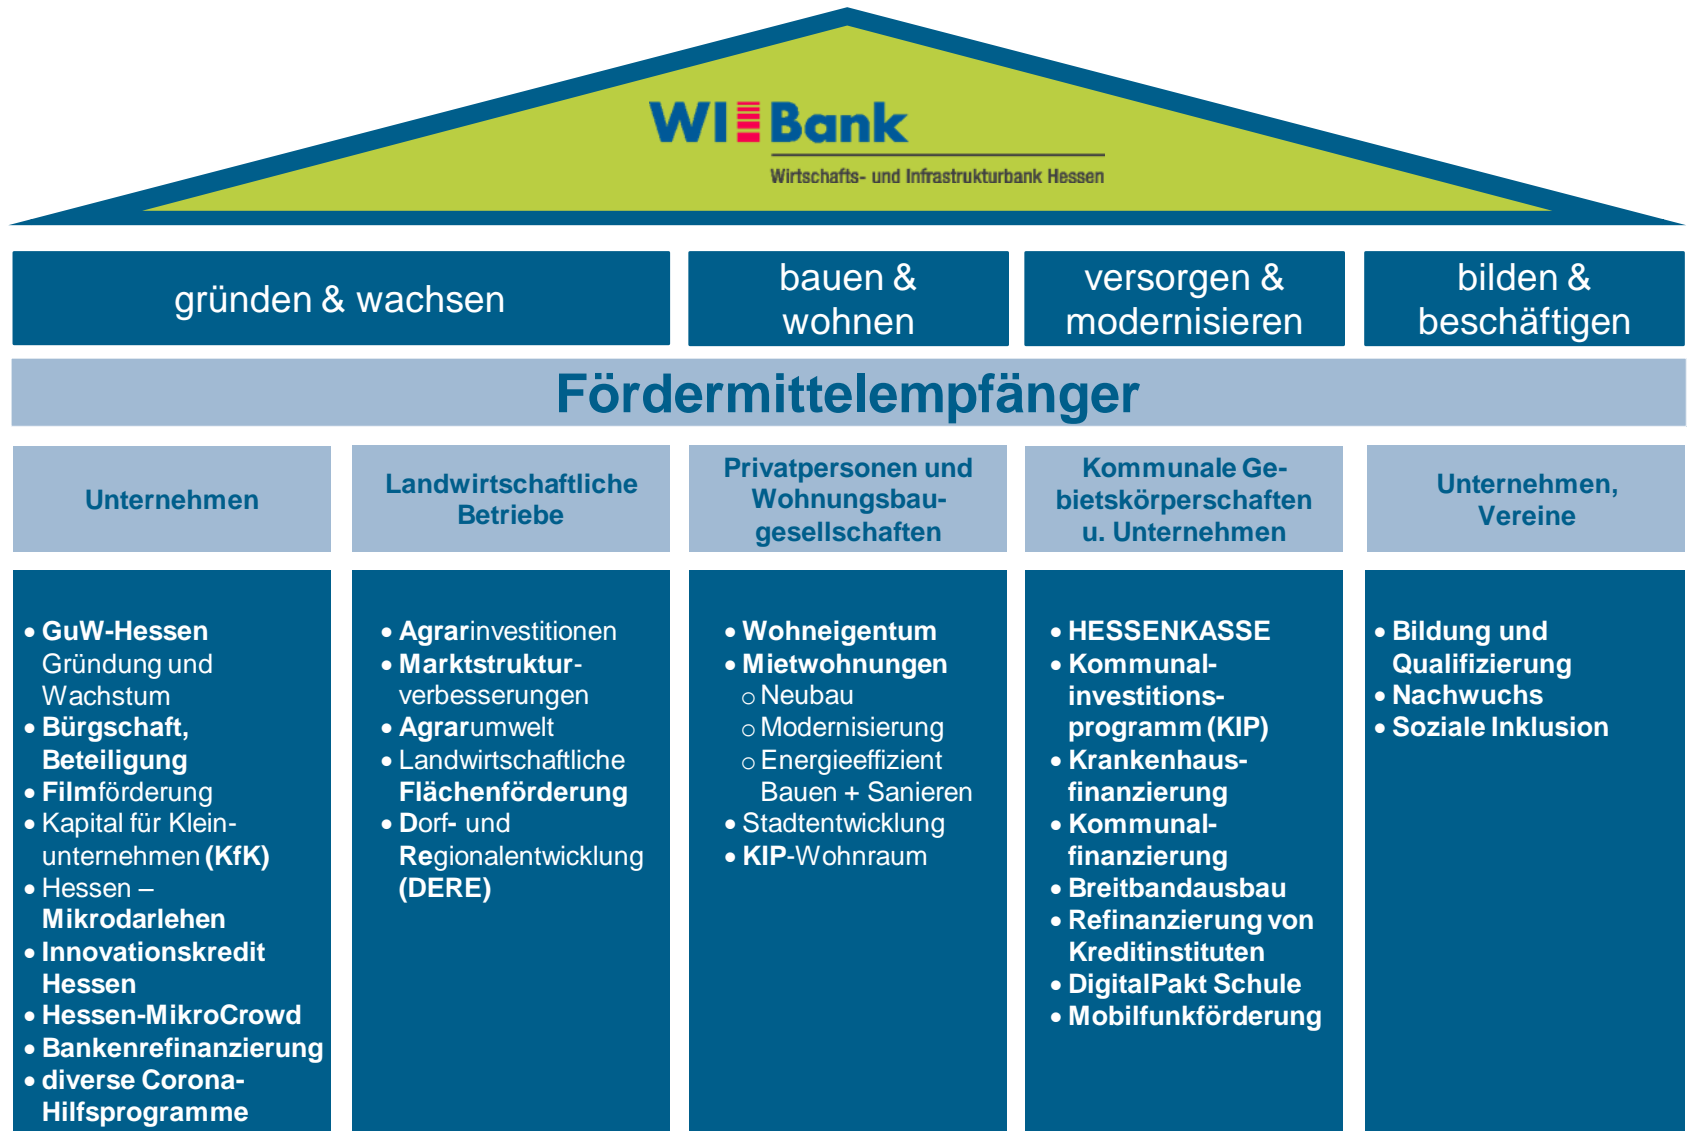 WIBank
Wirtschafts- und Infrastrukturbank Hessen
gründen & wachsen
bauen &
wohnen
versorgen &
modernisieren
bilden &
beschäftigen
Fördermittelempfänger
Unternehmen
Landwirtschaftliche
Betriebe
Privatpersonen und
Wohnungsbau-
gesellschaften
Kommunale Ge-
bietskörperschaften
u. Unternehmen
Unternehmen,
Vereine
• GuW-Hessen
Gründung und
Wachstum
• Bürgschaft,
Beteiligung
• Filmförderung
• Kapital für Klein-
unternehmen (KfK)
• Hessen –
Mikrodarlehen
• Innovationskredit
Hessen
• Hessen-MikroCrowd
• Bankenrefinanzierung
• diverse Corona-
Hilfsprogramme
• Agrarinvestitionen
• Marktstruktur-
verbesserungen
• Agrarumwelt
• Landwirtschaftliche
Flächenförderung
• Dorf- und
Regionalentwicklung
(DERE)
• Wohneigentum
• Mietwohnungen
o Neubau
o Modernisierung
o Energieeffizient
Bauen + Sanieren
• Stadtentwicklung
• KIP-Wohnraum
• HESSENKASSE
• Kommunal-
investitions-
programm (KIP)
• Krankenhaus-
finanzierung
• Kommunal-
finanzierung
• Breitbandausbau
• Refinanzierung von
Kreditinstituten
• DigitalPakt Schule
• Mobilfunkförderung
• Bildung und
Qualifizierung
• Nachwuchs
• Soziale Inklusion